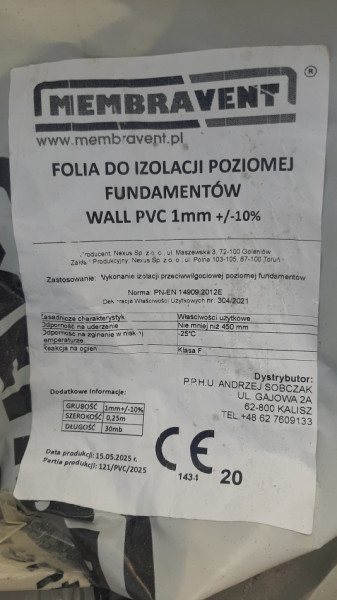 MEMBRAVENT®
www.membravent.pl
FOLIA DO IZOLACJI POZIOMEJ
FUNDAMENTÓW
WALL PVC 1mm +/-10%
Producent: Nexus Sp. z o. o., ul. Maszewska 3, 72-100 Goleniów
Zakład Produkcyjny: Nexus Sp. z o. o., ul. Polna 103-105, 87-100 Toruń
Zastosowanie: Wykonanie izolacji przeciwwilgociowej poziomej fundamentów
Norma: PN-EN 14909:2012E
Deklaracja Właściwości Użytkowych nr: 304/2021
Zasadnicze charakterystyk Właściwości użytkowe
Odporność na uderzenie Nie mniej niż 450 mm
Odporność na zginanie w niskiej temperaturze -25°C
Reakcja na ogień Klasa F
Dodatkowe informacje:
GRUBOŚĆ 1mm+/-10%
SZEROKOŚĆ 0,25m
DŁUGOŚĆ 30mb
Dystrybutor:
P.P.H.U. ANDRZEJ SOBCZAK
UL. GAJOWA 2A
62-800 KALISZ
TEL.+48 62 7609133
Data produkcji: 15.05.2025 r.
Partia produkcji: 121/PVC/2025
CE
20